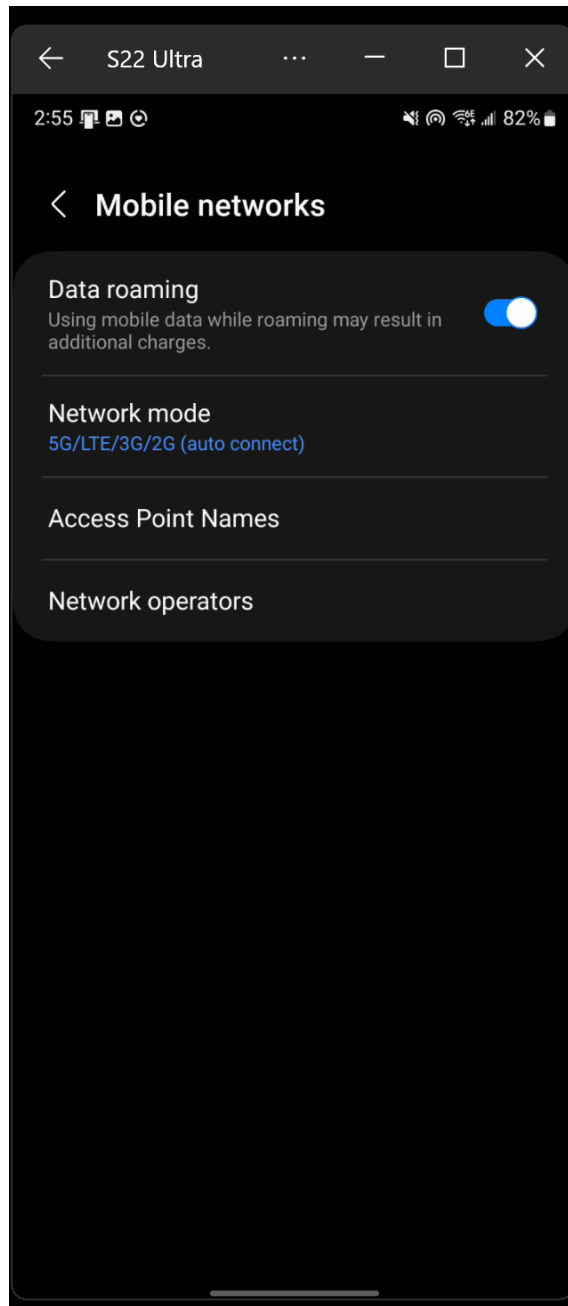 S22 Ultra
2:55
6E
82%
Mobile networks
Data roaming
Using mobile data while roaming may result in
additional charges.
Network mode
5G/LTE/3G/2G (auto connect)
Access Point Names
Network operators